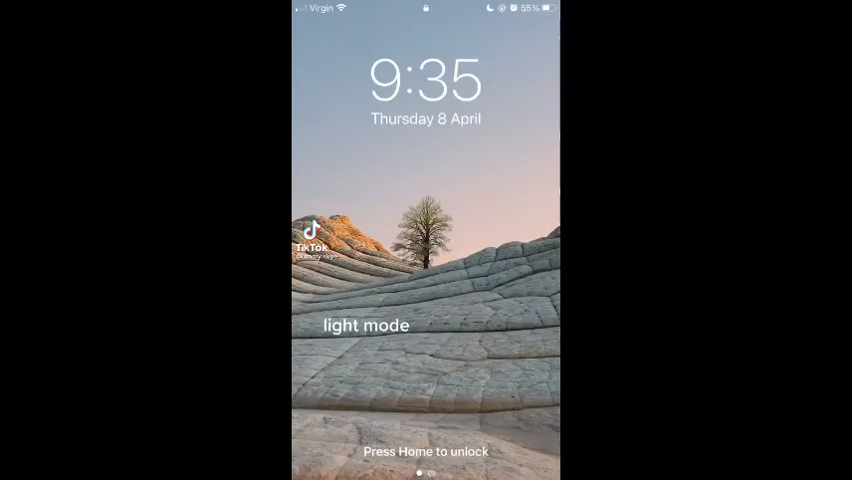 Virgin
55%
9:35
Thursday 8 April
TikTok
light mode
Press Home to unlock